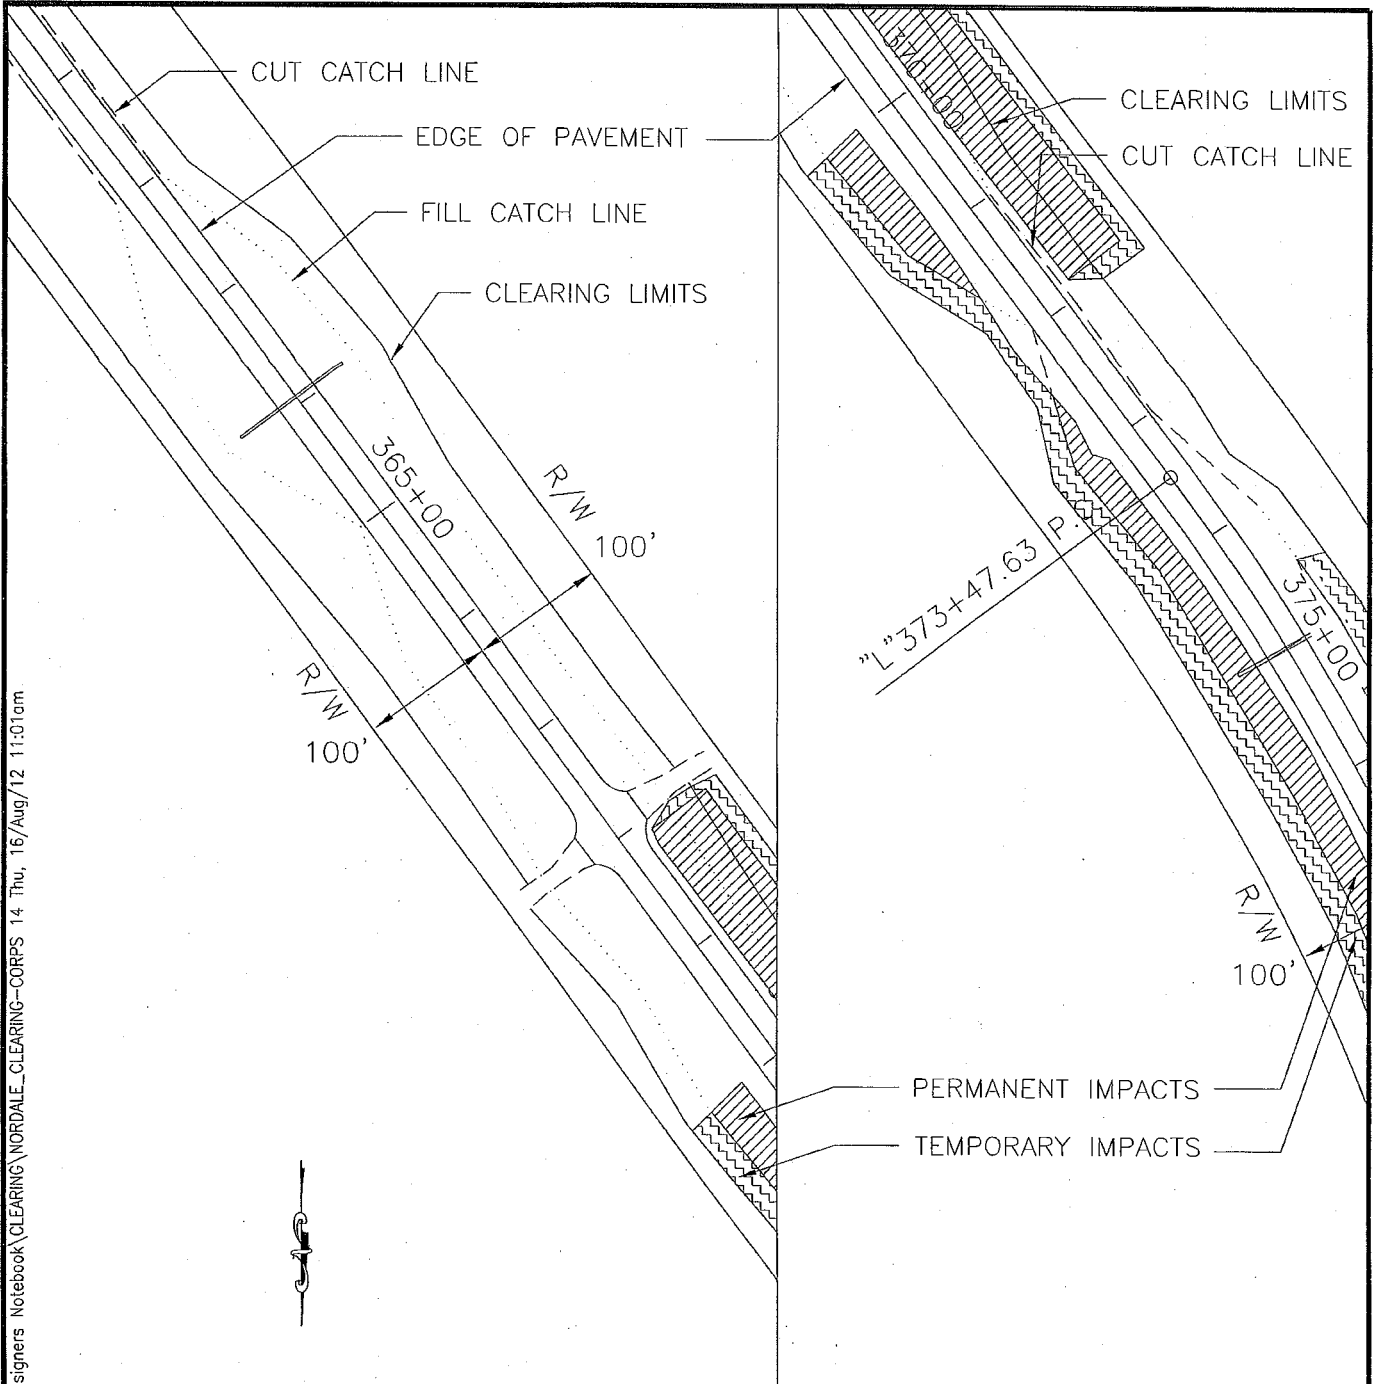 CUT CATCH LINE
EDGE OF PAVEMENT
FILL CATCH LINE
CLEARING LIMITS
365+00
R/W
100'
R/W
100'
370+00
CLEARING LIMITS
CUT CATCH LINE
"L"373+47.63 P.
375+00
R/W
100'
PERMANENT IMPACTS
TEMPORARY IMPACTS
signers Notebook\CLEARING\NORDALE_CLEARING-CORPS 14 Thu, 16/Aug/12 11:01am